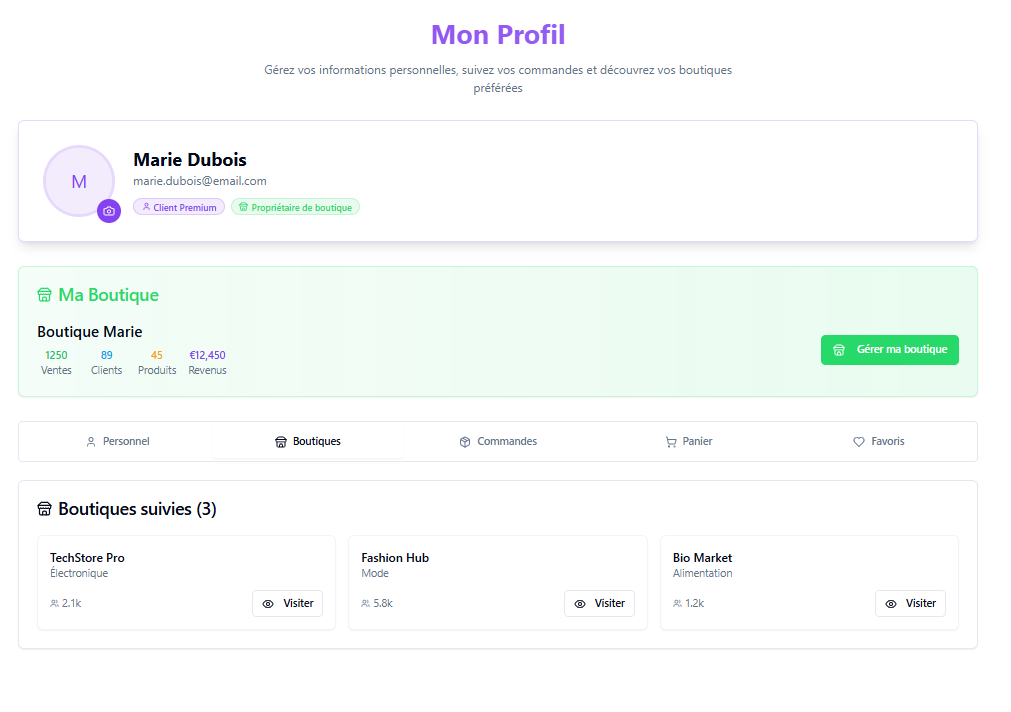 Mon Profil
Gérez vos informations personnelles, suivez vos commandes et découvrez vos boutiques
préférées
M
Marie Dubois
marie.dubois@email.com
Client Premium
Propriétaire de boutique
Ma Boutique
Boutique Marie
1250
Ventes
89
Clients
45
Produits
€12,450
Revenus
Gérer ma boutique
Personnel
Boutiques
Commandes
Panier
Favoris
Boutiques suivies (3)
TechStore Pro
Électronique
2.1k
Visiter
Fashion Hub
Mode
5.8k
Visiter
Bio Market
Alimentation
1.2k
Visiter